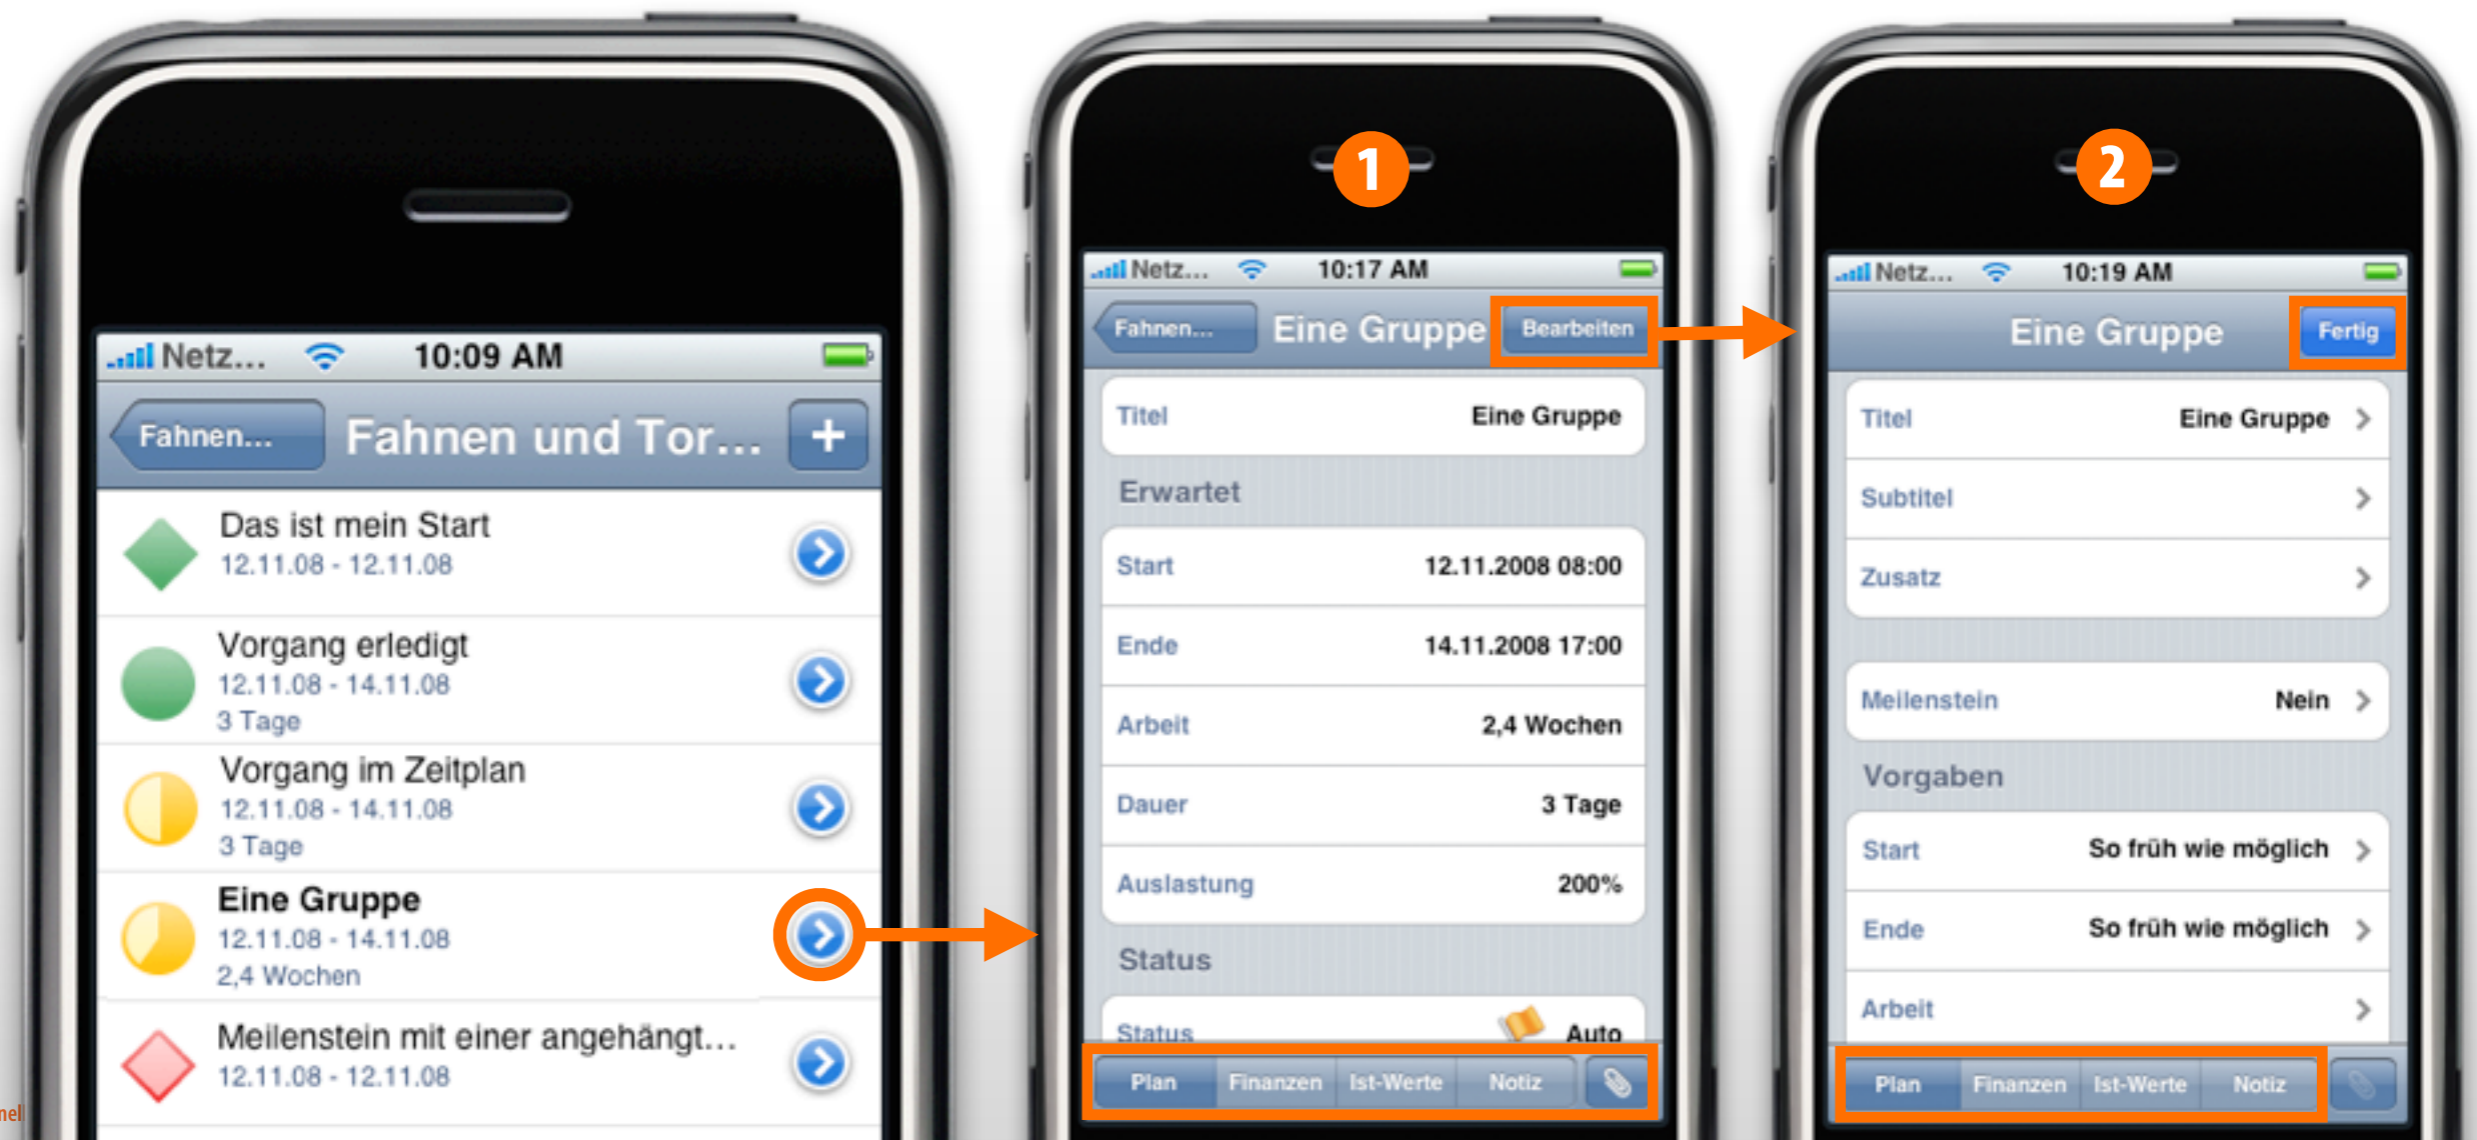 Netz... 10:09 AM
Fahnen... Fahnen und Tor... +
Das ist mein Start
12.11.08 - 12.11.08
Vorgang erledigt
12.11.08 - 14.11.08
3 Tage
Vorgang im Zeitplan
12.11.08 - 14.11.08
3 Tage
Eine Gruppe
12.11.08 - 14.11.08
2,4 Wochen
Meilenstein mit einer angehängt...
12.11.08 - 12.11.08
1
Netz... 10:17 AM
Fahnen... Eine Gruppe Bearbeiten
Titel Eine Gruppe
Erwartet
Start 12.11.2008 08:00
Ende 14.11.2008 17:00
Arbeit 2,4 Wochen
Dauer 3 Tage
Auslastung 200%
Status
Status Auto
Plan Finanzen Ist-Werte Notiz
2
Netz... 10:19 AM
Eine Gruppe Fertig
Titel Eine Gruppe
Subtitel
Zusatz
Meilenstein Nein
Vorgaben
Start So früh wie möglich
Ende So früh wie möglich
Arbeit
Plan Finanzen Ist-Werte Notiz